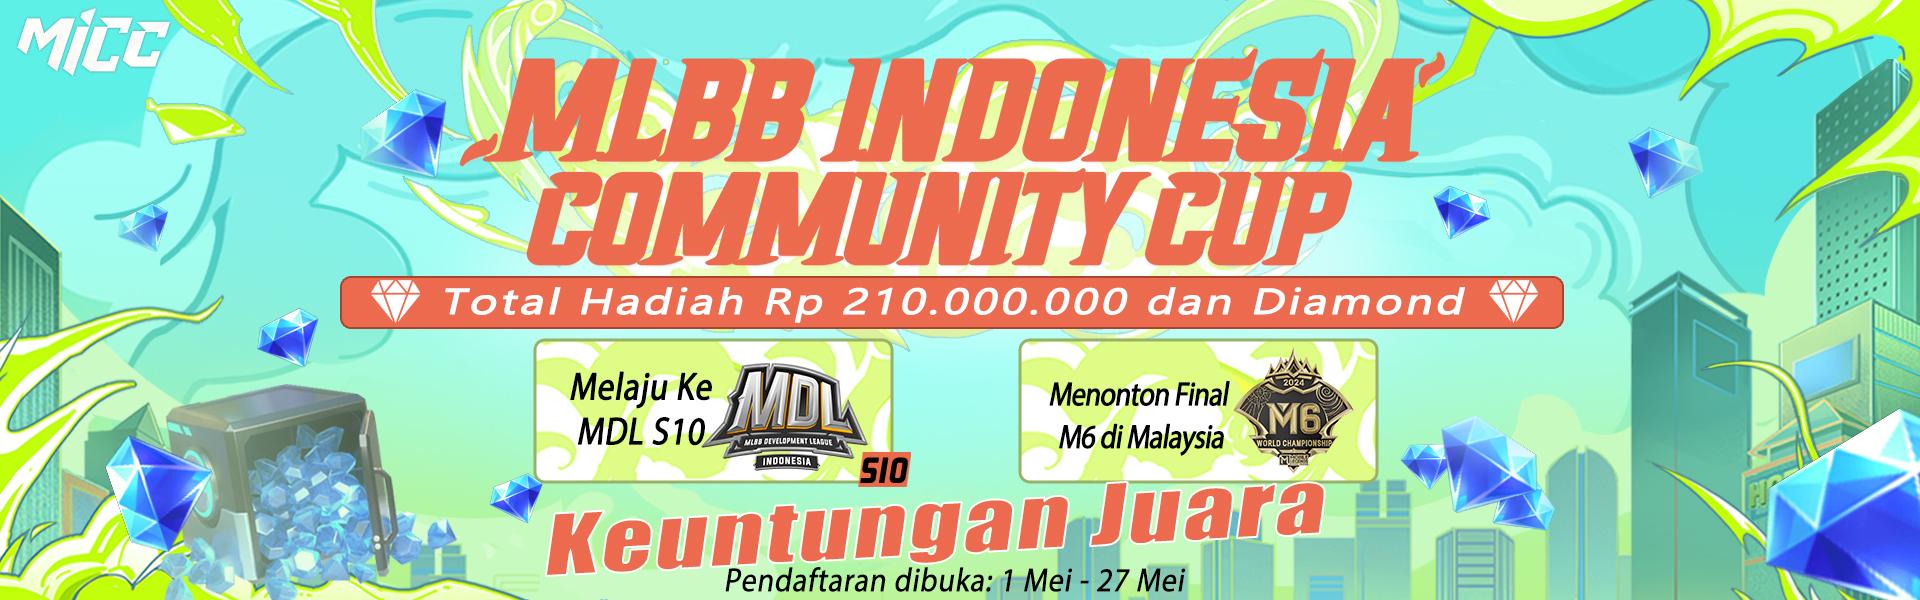 MICC
MLBB INDONESIA
COMMUNITY CUP
Total Hadiah Rp 210.000.000 dan Diamond
Melaju Ke
MDL S10
MDL
MLBB DEVELOPMENT LEAGUE
INDONESIA
S10
Menonton Final
M6 di Malaysia
2024
M6
WORLD CHAMPIONSHIP
Keuntungan Juara
Pendaftaran dibuka: 1 Mei - 27 Mei